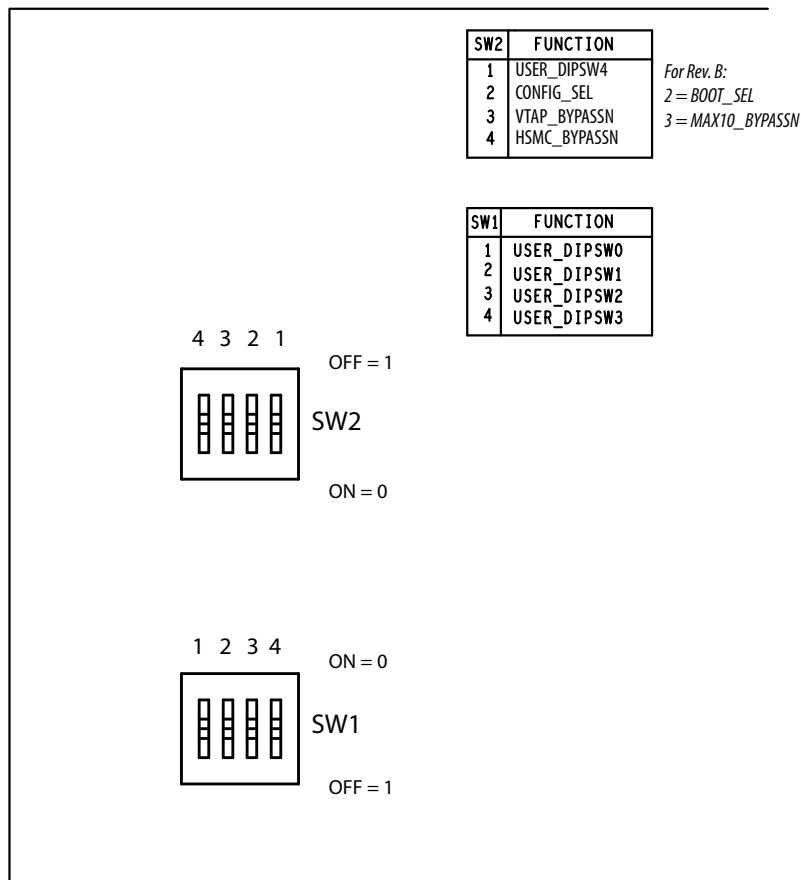 SW2 FUNCTION
1 USER_DIPSW4
2 CONFIG_SEL
3 VTAP_BYPASSN
4 HSMC_BYPASSN
For Rev. B:
2 = BOOT_SEL
3 = MAX10_BYPASSN
SW1 FUNCTION
1 USER_DIPSW0
2 USER_DIPSW1
3 USER_DIPSW2
4 USER_DIPSW3
4 3 2 1
OFF = 1
SW2
ON = 0
1 2 3 4
ON = 0
SW1
OFF = 1